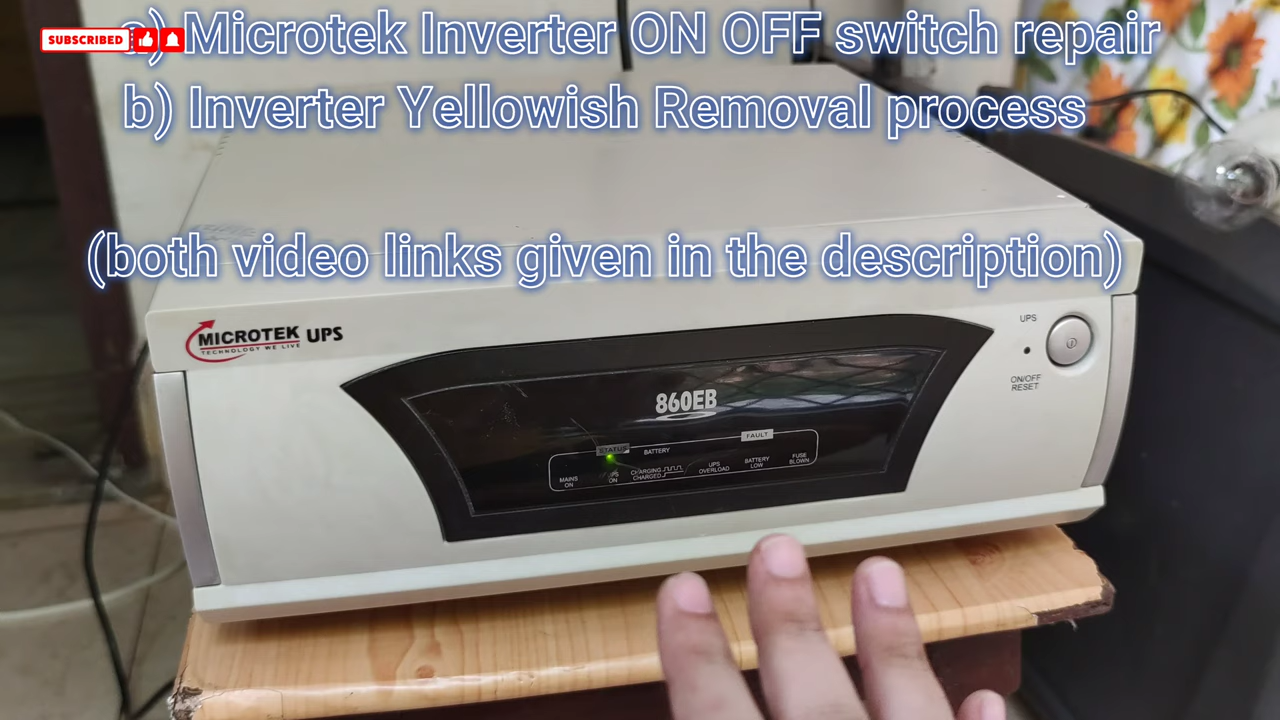 SUBSCRIBED
a) Microtek Inverter ON OFF switch repair
b) Inverter Yellowish Removal process
(both video links given in the description)
MICROTEK UPS
TECHNOLOGY WE LIVE
UPS
ON/OFF
RESET
860EB
STATUS
BATTERY
FAULT
MAINS
ON
UPS
ON
CHARGING
CHARGED
UPS
OVERLOAD
BATTERY
LOW
FUSE
BLOWN